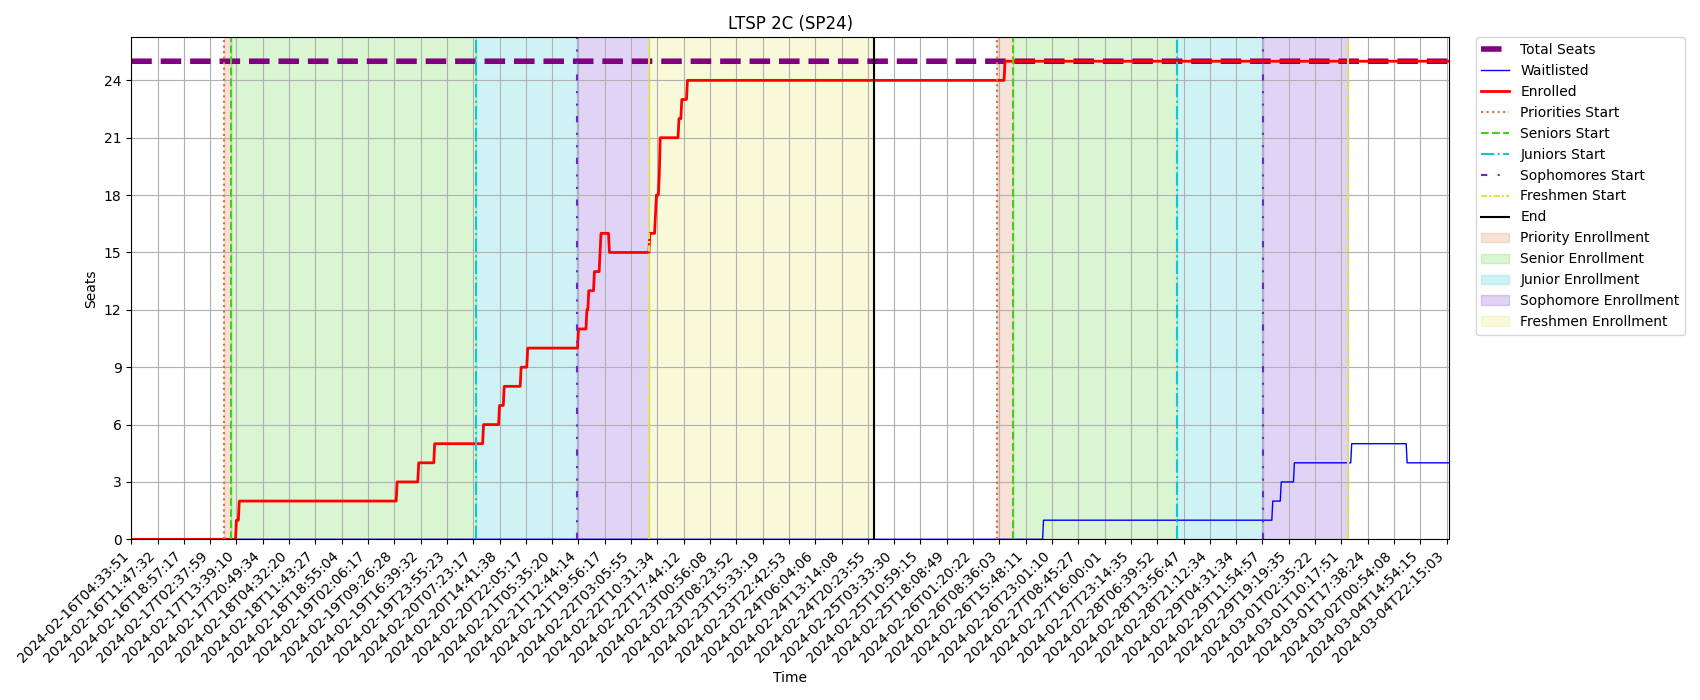 LTSP 2C (SP24)
Seats
24
21
18
15
12
9
6
3
0
2024-02-16T04:33:51
2024-02-16T11:47:32
2024-02-16T18:57:17
2024-02-17T02:37:59
2024-02-17T13:39:10
2024-02-17T20:49:34
2024-02-18T04:32:20
2024-02-18T11:43:27
2024-02-18T18:55:04
2024-02-19T02:06:17
2024-02-19T09:26:28
2024-02-19T16:39:32
2024-02-19T23:55:23
2024-02-20T07:23:17
2024-02-20T14:41:38
2024-02-20T22:05:17
2024-02-21T05:35:20
2024-02-21T12:44:14
2024-02-21T19:56:17
2024-02-22T03:05:55
2024-02-22T10:31:34
2024-02-22T17:44:12
2024-02-23T00:56:08
2024-02-23T08:23:52
2024-02-23T15:33:19
2024-02-23T22:42:53
2024-02-24T06:04:06
2024-02-24T13:14:08
2024-02-24T20:23:55
2024-02-25T03:33:30
2024-02-25T10:59:15
2024-02-25T18:08:49
2024-02-26T01:20:22
2024-02-26T08:36:03
2024-02-26T15:48:11
2024-02-26T23:01:10
2024-02-27T08:45:27
2024-02-27T16:00:01
2024-02-27T23:14:35
2024-02-28T06:39:52
2024-02-28T13:56:47
2024-02-28T21:12:34
2024-02-29T04:31:34
2024-02-29T11:54:57
2024-02-29T19:19:35
2024-03-01T02:35:22
2024-03-01T10:17:51
2024-03-01T17:38:24
2024-03-02T00:54:08
2024-03-04T14:54:15
2024-03-04T22:15:03
Time
Total Seats
Waitlisted
Enrolled
Priorities Start
Seniors Start
Juniors Start
Sophomores Start
Freshmen Start
End
Priority Enrollment
Senior Enrollment
Junior Enrollment
Sophomore Enrollment
Freshmen Enrollment